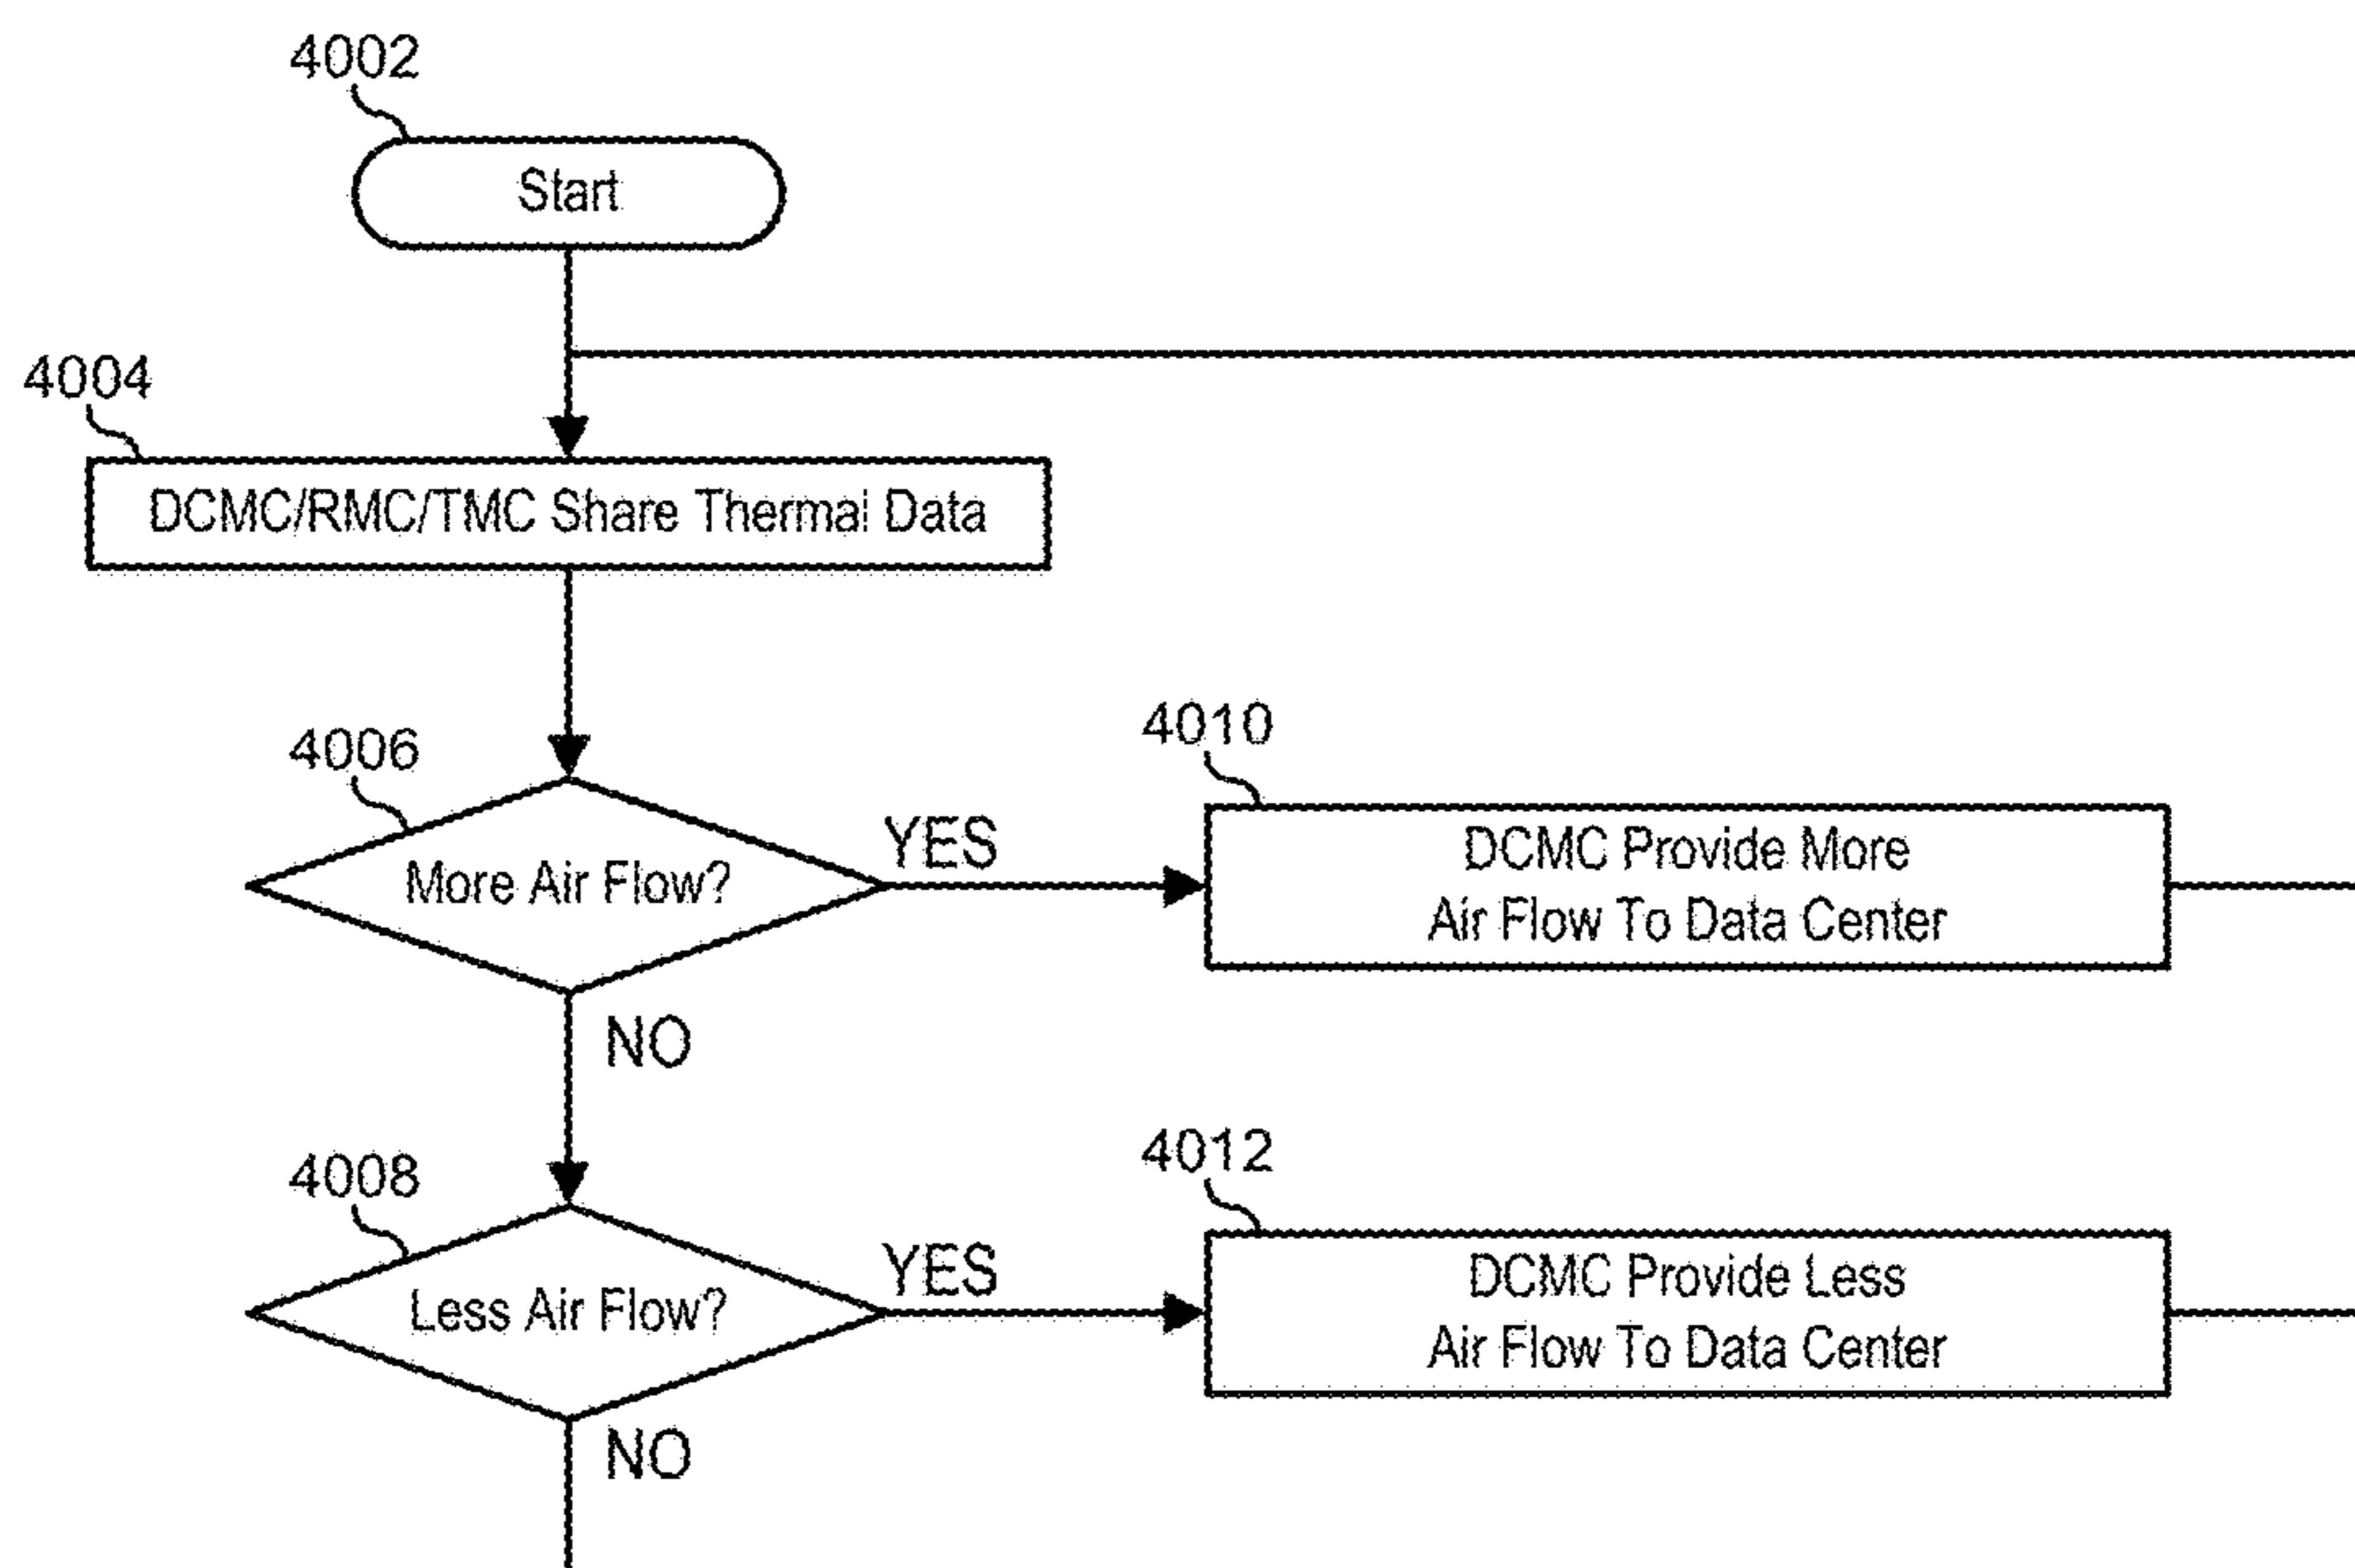 4002
Start
4004
DCMC/RMC/TMC Share Thermal Data
4006
More Air Flow?
YES
4010
DCMC Provide More
Air Flow To Data Center
NO
4008
Less Air Flow?
YES
4012
DCMC Provide Less
Air Flow To Data Center
NO